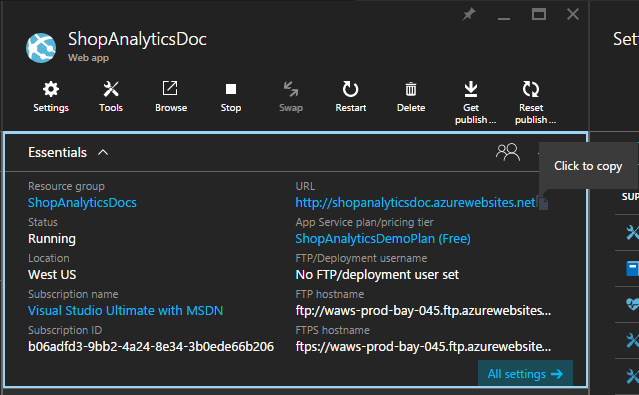 ShopAnalyticsDoc
Web app
Settings
Tools
Browse
Stop
Swap
Restart
Delete
Get publish ...
Reset publish ...
Essentials
Click to copy
Resource group
ShopAnalyticsDocs
URL
http://shopanalyticsdoc.azurewebsites.net
Status
Running
App Service plan/pricing tier
ShopAnalyticsDemoPlan (Free)
Location
West US
FTP/Deployment username
No FTP/deployment user set
Subscription name
Visual Studio Ultimate with MSDN
FTP hostname
ftp://waws-prod-bay-045.ftp.azurewebsites...
Subscription ID
b06adfd3-9bb2-4a24-8e34-3b0ede66b206
FTPS hostname
ftps://waws-prod-bay-045.ftp.azurewebsites...
All settings
Set
SUP